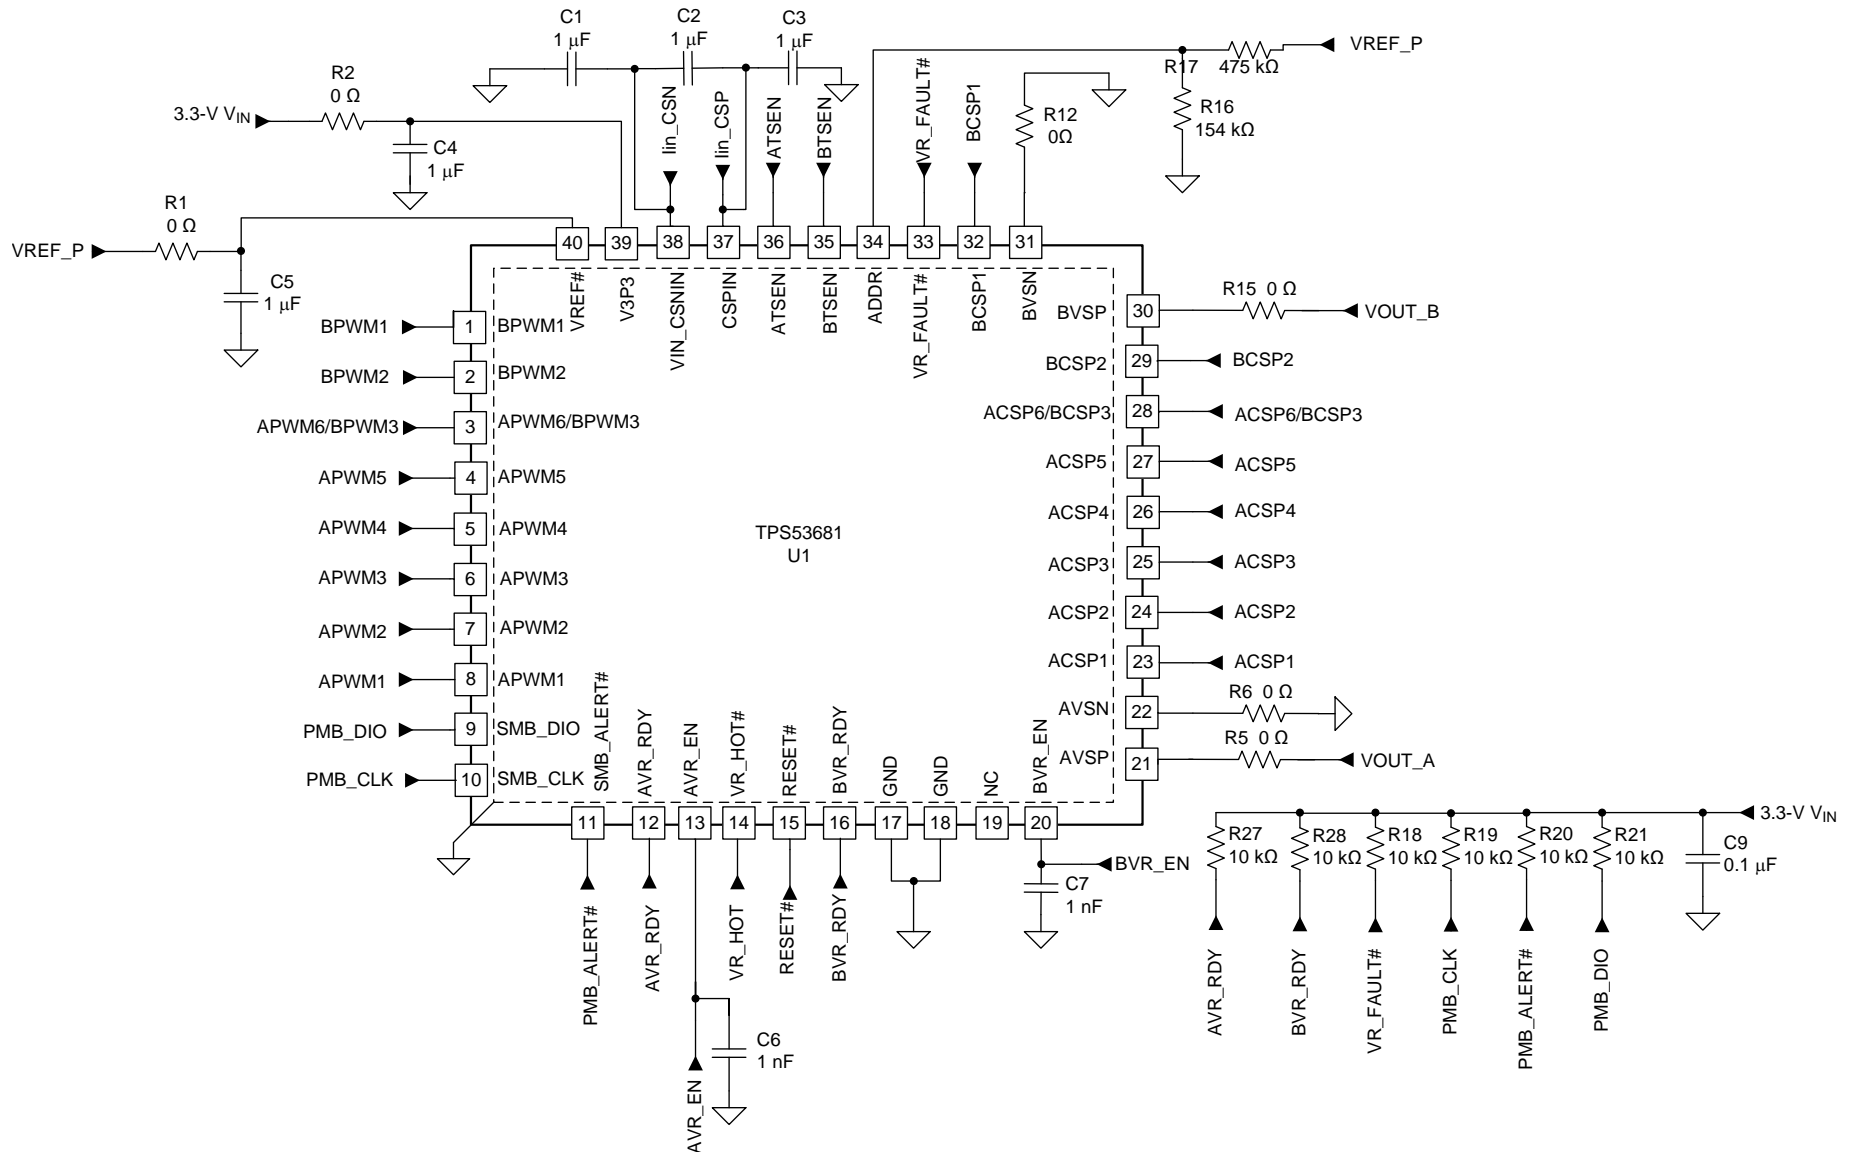 C1
1 µF
C2
1 µF
C3
1 µF
R2
0 Ω
3.3-V VIN
C4
1 µF
R1
0 Ω
VREF_P
C5
1 µF
Iin_CSN
Iin_CSP
ATSEN
BTSEN
VR_FAULT#
BCSP1
R12
0Ω
R17
475 kΩ
VREF_P
R16
154 kΩ
40
39
38
37
36
35
34
33
32
31
VREF#
V3P3
VIN_CSNIN
CSPIN
ATSEN
BTSEN
ADDR
VR_FAULT#
BCSP1
BVSN
BPWM1
1
BPWM1
BPWM2
2
BPWM2
APWM6/BPWM3
3
APWM6/BPWM3
APWM5
4
APWM5
APWM4
5
APWM4
APWM3
6
APWM3
APWM2
7
APWM2
APWM1
8
APWM1
PMB_DIO
9
SMB_DIO
PMB_CLK
10
SMB_CLK
TPS53681
U1
BVSP
30
R15 0 Ω
VOUT_B
BCSP2
29
BCSP2
ACSP6/BCSP3
28
ACSP6/BCSP3
ACSP5
27
ACSP5
ACSP4
26
ACSP4
ACSP3
25
ACSP3
ACSP2
24
ACSP2
ACSP1
23
ACSP1
AVSN
22
R6 0 Ω
AVSP
21
R5 0 Ω
VOUT_A
SMB_ALERT#
AVR_RDY
AVR_EN
VR_HOT#
RESET#
BVR_RDY
GND
GND
NC
BVR_EN
11
12
13
14
15
16
17
18
19
20
PMB_ALERT#
AVR_RDY
AVR_EN
VR_HOT
RESET#
BVR_RDY
BVR_EN
C7
1 nF
C6
1 nF
3.3-V VIN
R27
10 kΩ
R28
10 kΩ
R18
10 kΩ
R19
10 kΩ
R20
10 kΩ
R21
10 kΩ
C9
0.1 µF
AVR_RDY
BVR_RDY
VR_FAULT#
PMB_CLK
PMB_ALERT#
PMB_DIO